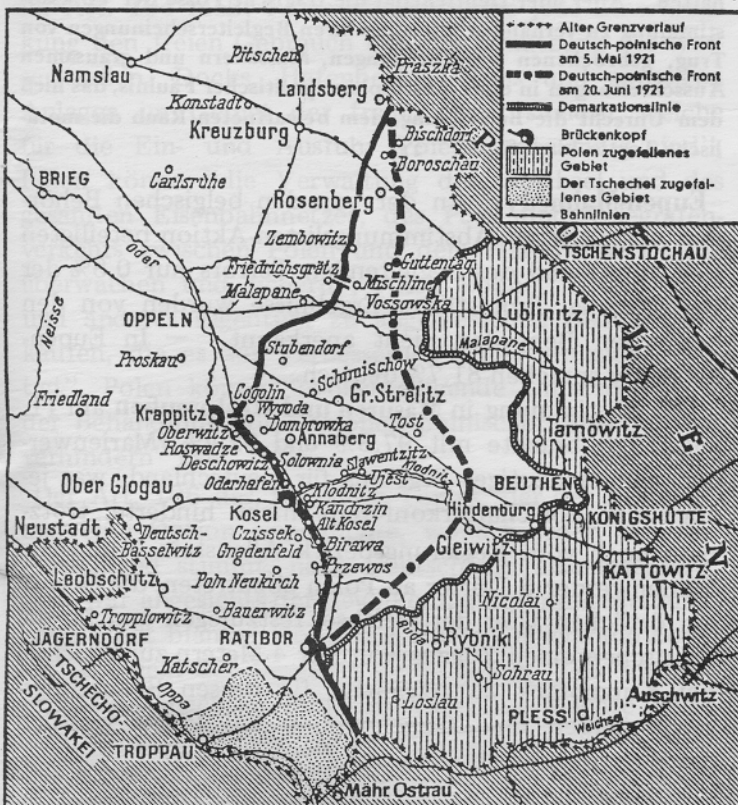 Alter Grenzverlauf
Deutsch-polnische Front
am 5. Mai 1921
Deutsch-polnische Front
am 20. Juni 1921
Demarkationslinie
Brückenkopf
Polen zugefallenes
Gebiet
Der Tschechei zugefal-
lenes Gebiet
Bahnlinien
Pitschen
Namslau
Praszka
Landsberg
Konstadt
Kreuzburg
Bischdorf
Boroschau
BRIEG
Carlsruhe
Rosenberg
POLEN
Oder
Zembowitz
TSCHENSTOCHAU
Neisse
Friedrichsgrätz
Guttentag
Mischline
Malapane
Vossowska
OPPELN
Lublinitz
Malapane
Proskau
Stubendorf
Schimischow
Friedland
Gogolin
Gr. Strelitz
Krappitz
Wygoda
Tost
Tarnowitz
Dombrowka
Oberwitz
Annaberg
Roswadze
Deschowitz
Solownia
Slawentzitz
Klodnitz
Oderhafen
Ujest
BEUTHEN
Ober Glogau
Klodnitz
Hindenburg
Kosel
Kandrzin
Neustadt
Alt Kosel
KÖNIGSHÜTTE
Deutsch-
Basselwitz
Czissek
Birawa
Gleiwitz
Gnadenfeld
KATTOWITZ
Przewos
Leobschütz
Poln. Neukirch
Nicolai
Bauerwitz
Tropplowitz
Ruda
JÄGERNDORF
RATIBOR
Rybnik
Katscher
Sohrau
TSCHECHO-
SLOWAKEI
Oppa
Loslau
Auschwitz
PLESS
Weichsel
TROPPAU
Mähr. Ostrau